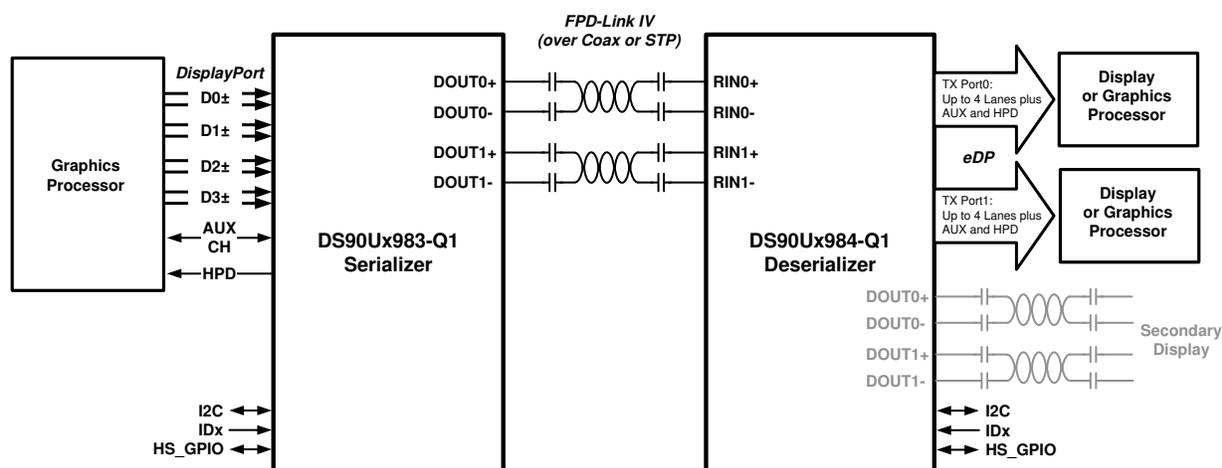 FPD-Link IV
(over Coax or STP)
DisplayPort
D0±
D1±
D2±
D3±
AUX
CH
HPD
Graphics
Processor
DOUT0+
DOUT0-
DOUT1+
DOUT1-
DS90Ux983-Q1
Serializer
I2C
IDx
HS_GPIO
RIN0+
RIN0-
RIN1+
RIN1-
DS90Ux984-Q1
Deserializer
TX Port0:
Up to 4 Lanes plus
AUX and HPD
eDP
TX Port1:
Up to 4 Lanes plus
AUX and HPD
Display
or Graphics
Processor
Display
or Graphics
Processor
DOUT0+
DOUT0-
DOUT1+
DOUT1-
Secondary
Display
I2C
IDx
HS_GPIO